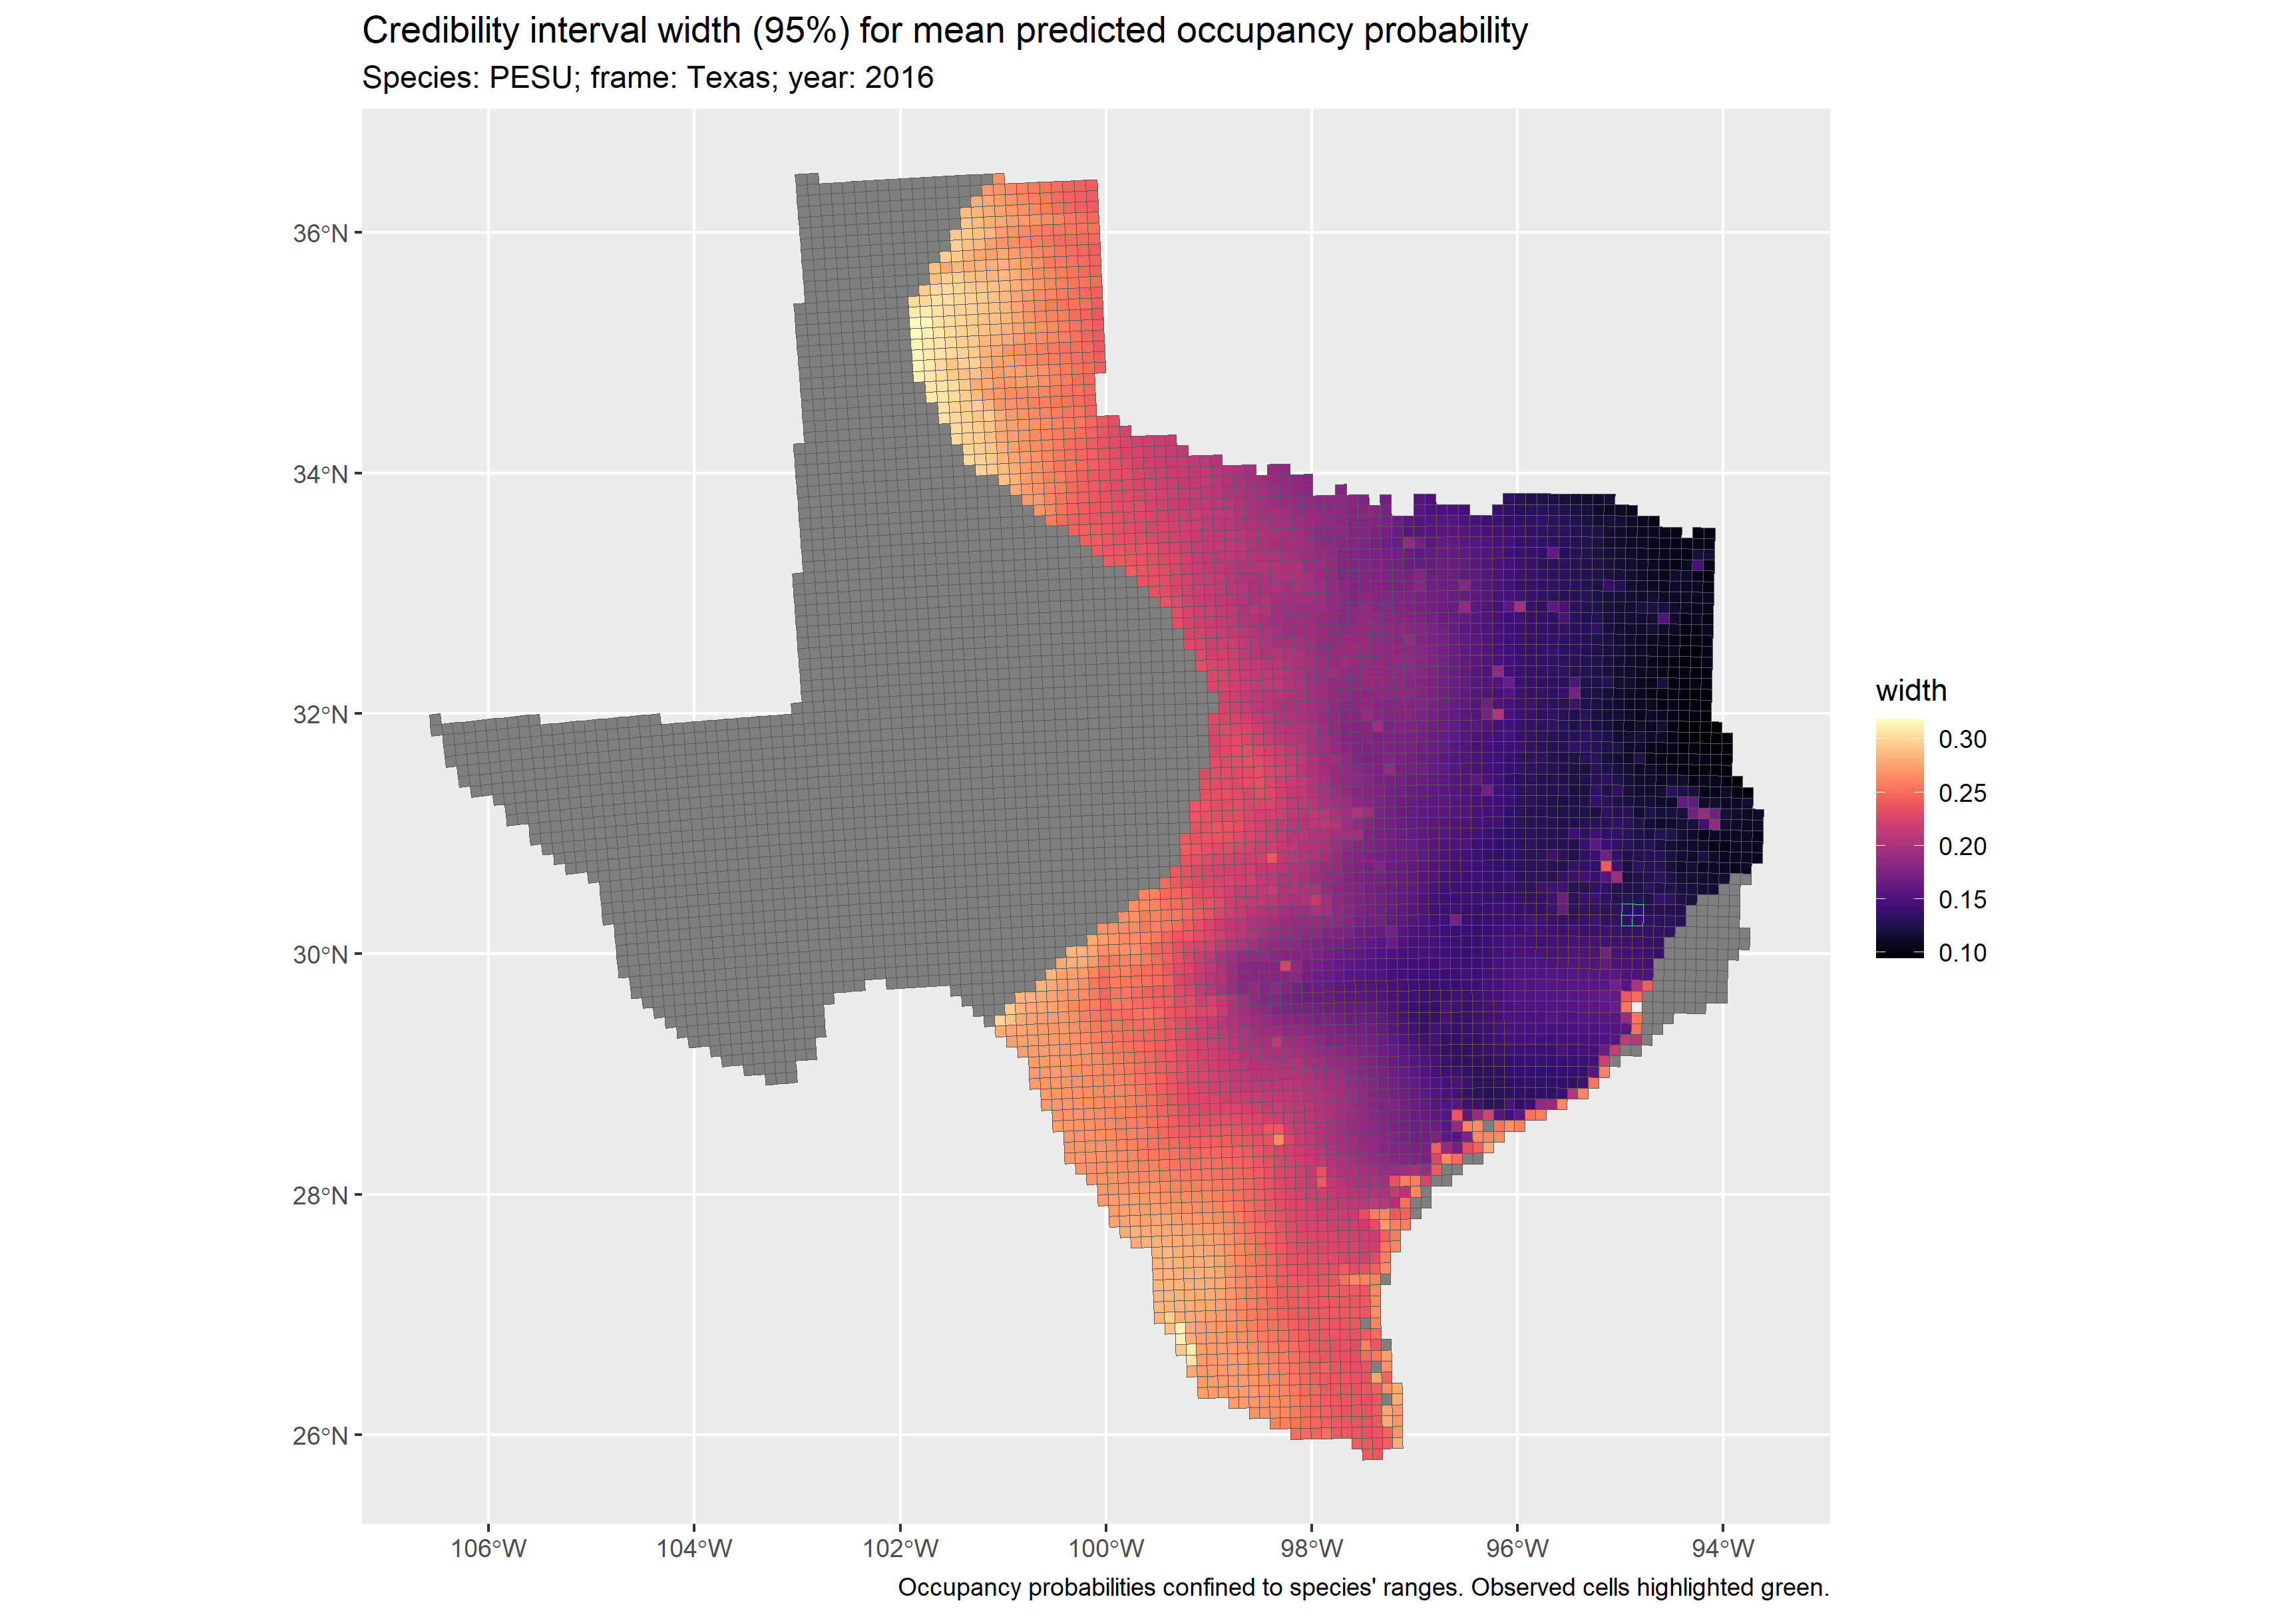 Credibility interval width (95%) for mean predicted occupancy probability
Species: PESU; frame: Texas; year: 2016
36°N
34°N
32°N
30°N
28°N
26°N
106°W 104°W 102°W 100°W 98°W 96°W 94°W
width
0.30
0.25
0.20
0.15
0.10
Occupancy probabilities confined to species' ranges. Observed cells highlighted green.